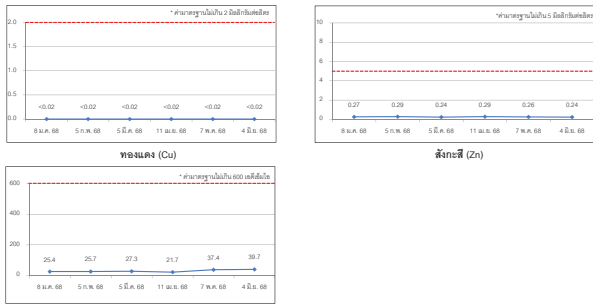 * ค่ามาตรฐานไม่เกิน 2 มิลลิกรัมต่อลิตร
2.0
1.5
1.0
0.5
0.0
<0.02 <0.02 <0.02 <0.02 <0.02 <0.02
8 ม.ค. 68 5 ก.พ. 68 5 มี.ค. 68 11 เม.ย. 68 7 พ.ค. 68 4 มิ.ย. 68
ทองแดง (Cu)
*ค่ามาตรฐานไม่เกิน 5 มิลลิกรัมต่อลิตร
10
8
6
4
2
0
0.27 0.29 0.24 0.29 0.26 0.24
8 ม.ค. 68 5 ก.พ. 68 5 มี.ค. 68 11 เม.ย. 68 7 พ.ค. 68 4 มิ.ย. 68
สังกะสี (Zn)
* ค่ามาตรฐานไม่เกิน 600 เอดีเอ็มไอ
600
400
200
0
25.4 25.7 27.3 21.7 37.4 39.7
8 ม.ค. 68 5 ก.พ. 68 5 มี.ค. 68 11 เม.ย. 68 7 พ.ค. 68 4 มิ.ย. 68